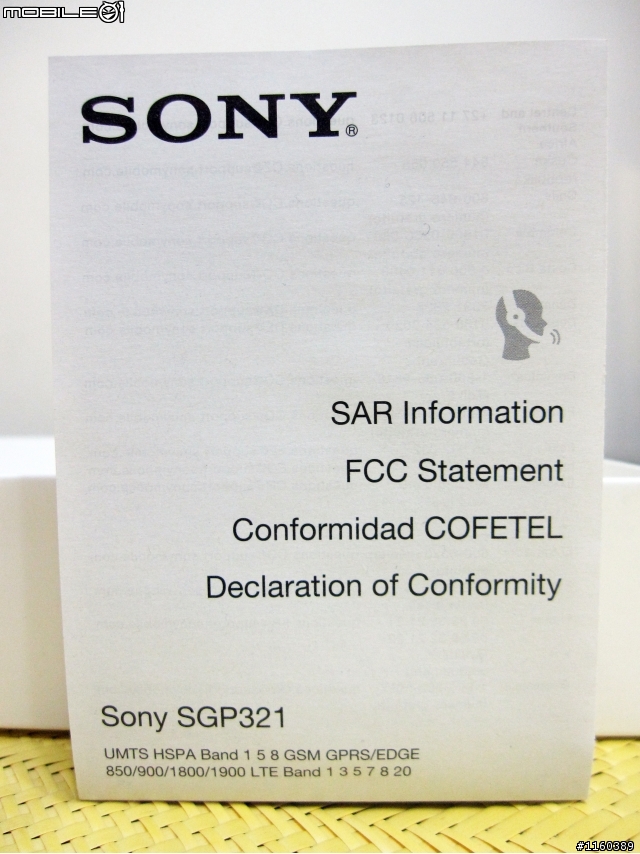 MOBILE01
SONY®
SAR Information
FCC Statement
Conformidad COFETEL
Declaration of Conformity
Sony SGP321
UMTS HSPA Band 1 5 8 GSM GPRS/EDGE
850/900/1800/1900 LTE Band 1 3 5 7 8 20
#1160389